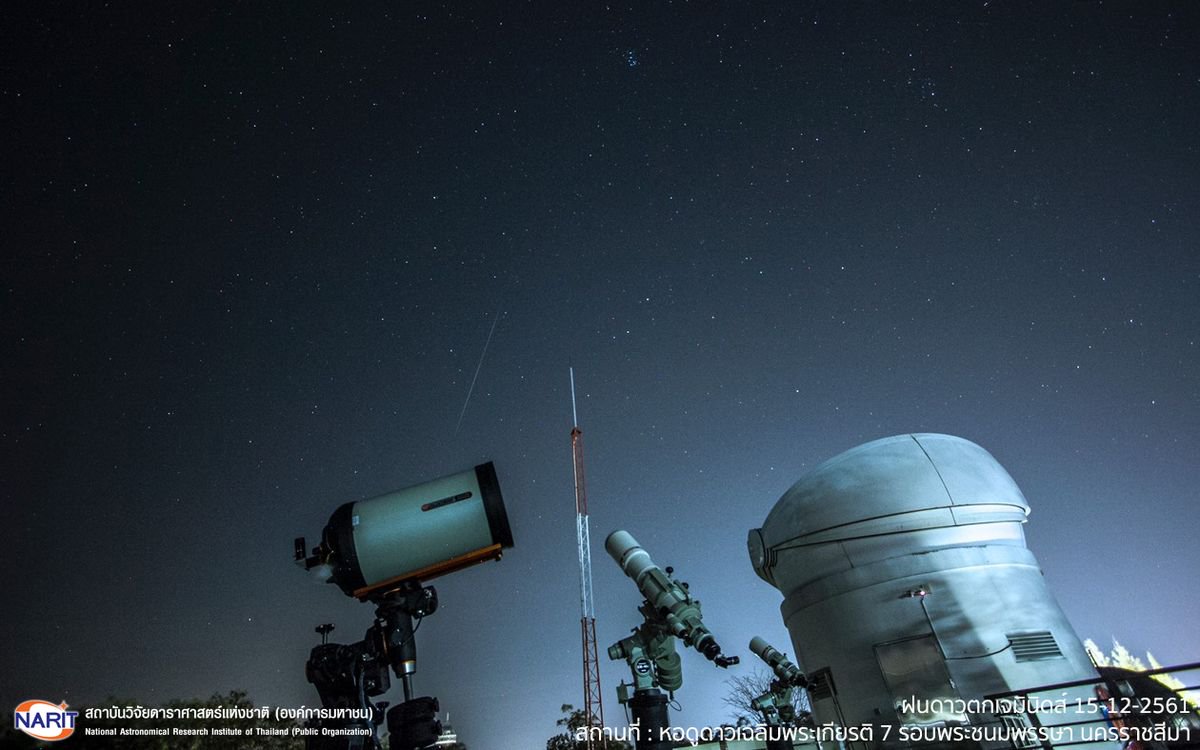 NARIT
สถาบันวิจัยดาราศาสตร์แห่งชาติ (องค์การมหาชน)
National Astronomical Research Institute of Thailand (Public Organization)
ฝนดาวตกเจมินิดส์ 15-12-2561
สถานที่ : หอดูดาวเฉลิมพระเกียรติ 7 รอบพระชนมพรรษา นครราชสีมา